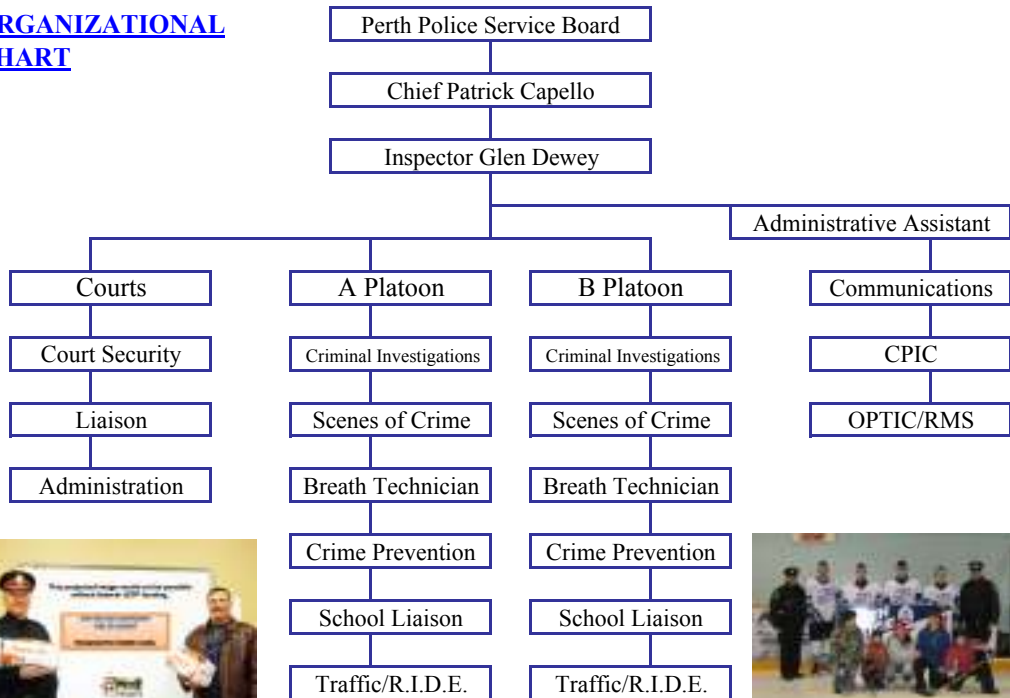 RGANIZATIONAL
HART
Perth Police Service Board
Chief Patrick Capello
Inspector Glen Dewey
Administrative Assistant
Courts
A Platoon
B Platoon
Communications
Court Security
Criminal Investigations
Criminal Investigations
CPIC
Liaison
Scenes of Crime
Scenes of Crime
OPTIC/RMS
Administration
Breath Technician
Breath Technician
Crime Prevention
Crime Prevention
School Liaison
School Liaison
Traffic/R.I.D.E.
Traffic/R.I.D.E.